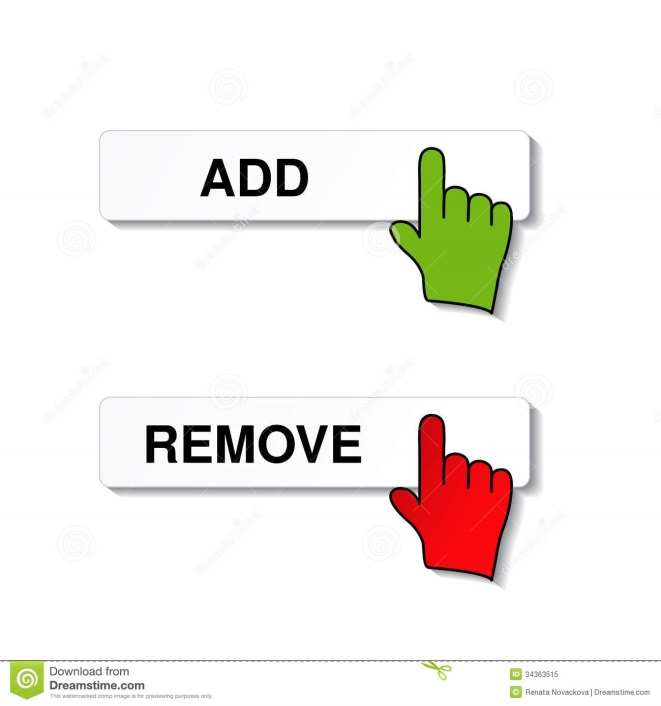 ADD
REMOVE
Download from
Dreamstime.com
This watermarked comp image is for previewing purposes only.
34363515
Renata Novackova | Dreamstime.com